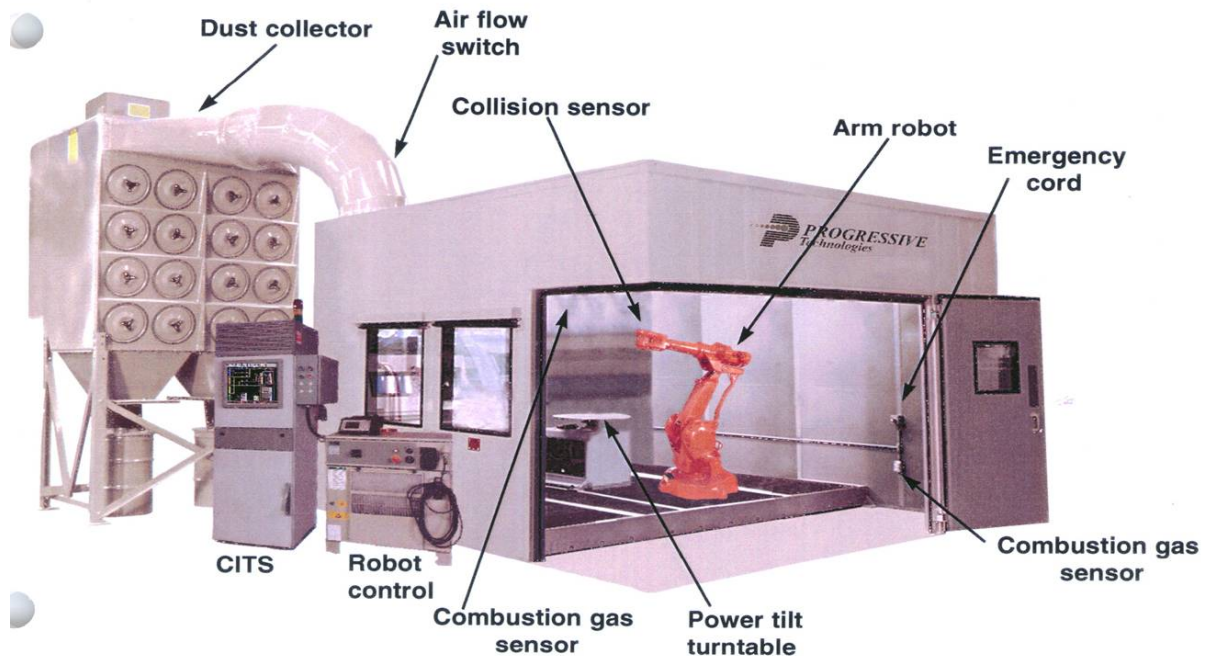 Dust collector
Air flow
switch
Collision sensor
Arm robot
Emergency
cord
PROGRESSIVE
Technologies
CITS
Robot
control
Combustion gas
sensor
Power tilt
turntable
Combustion gas
sensor